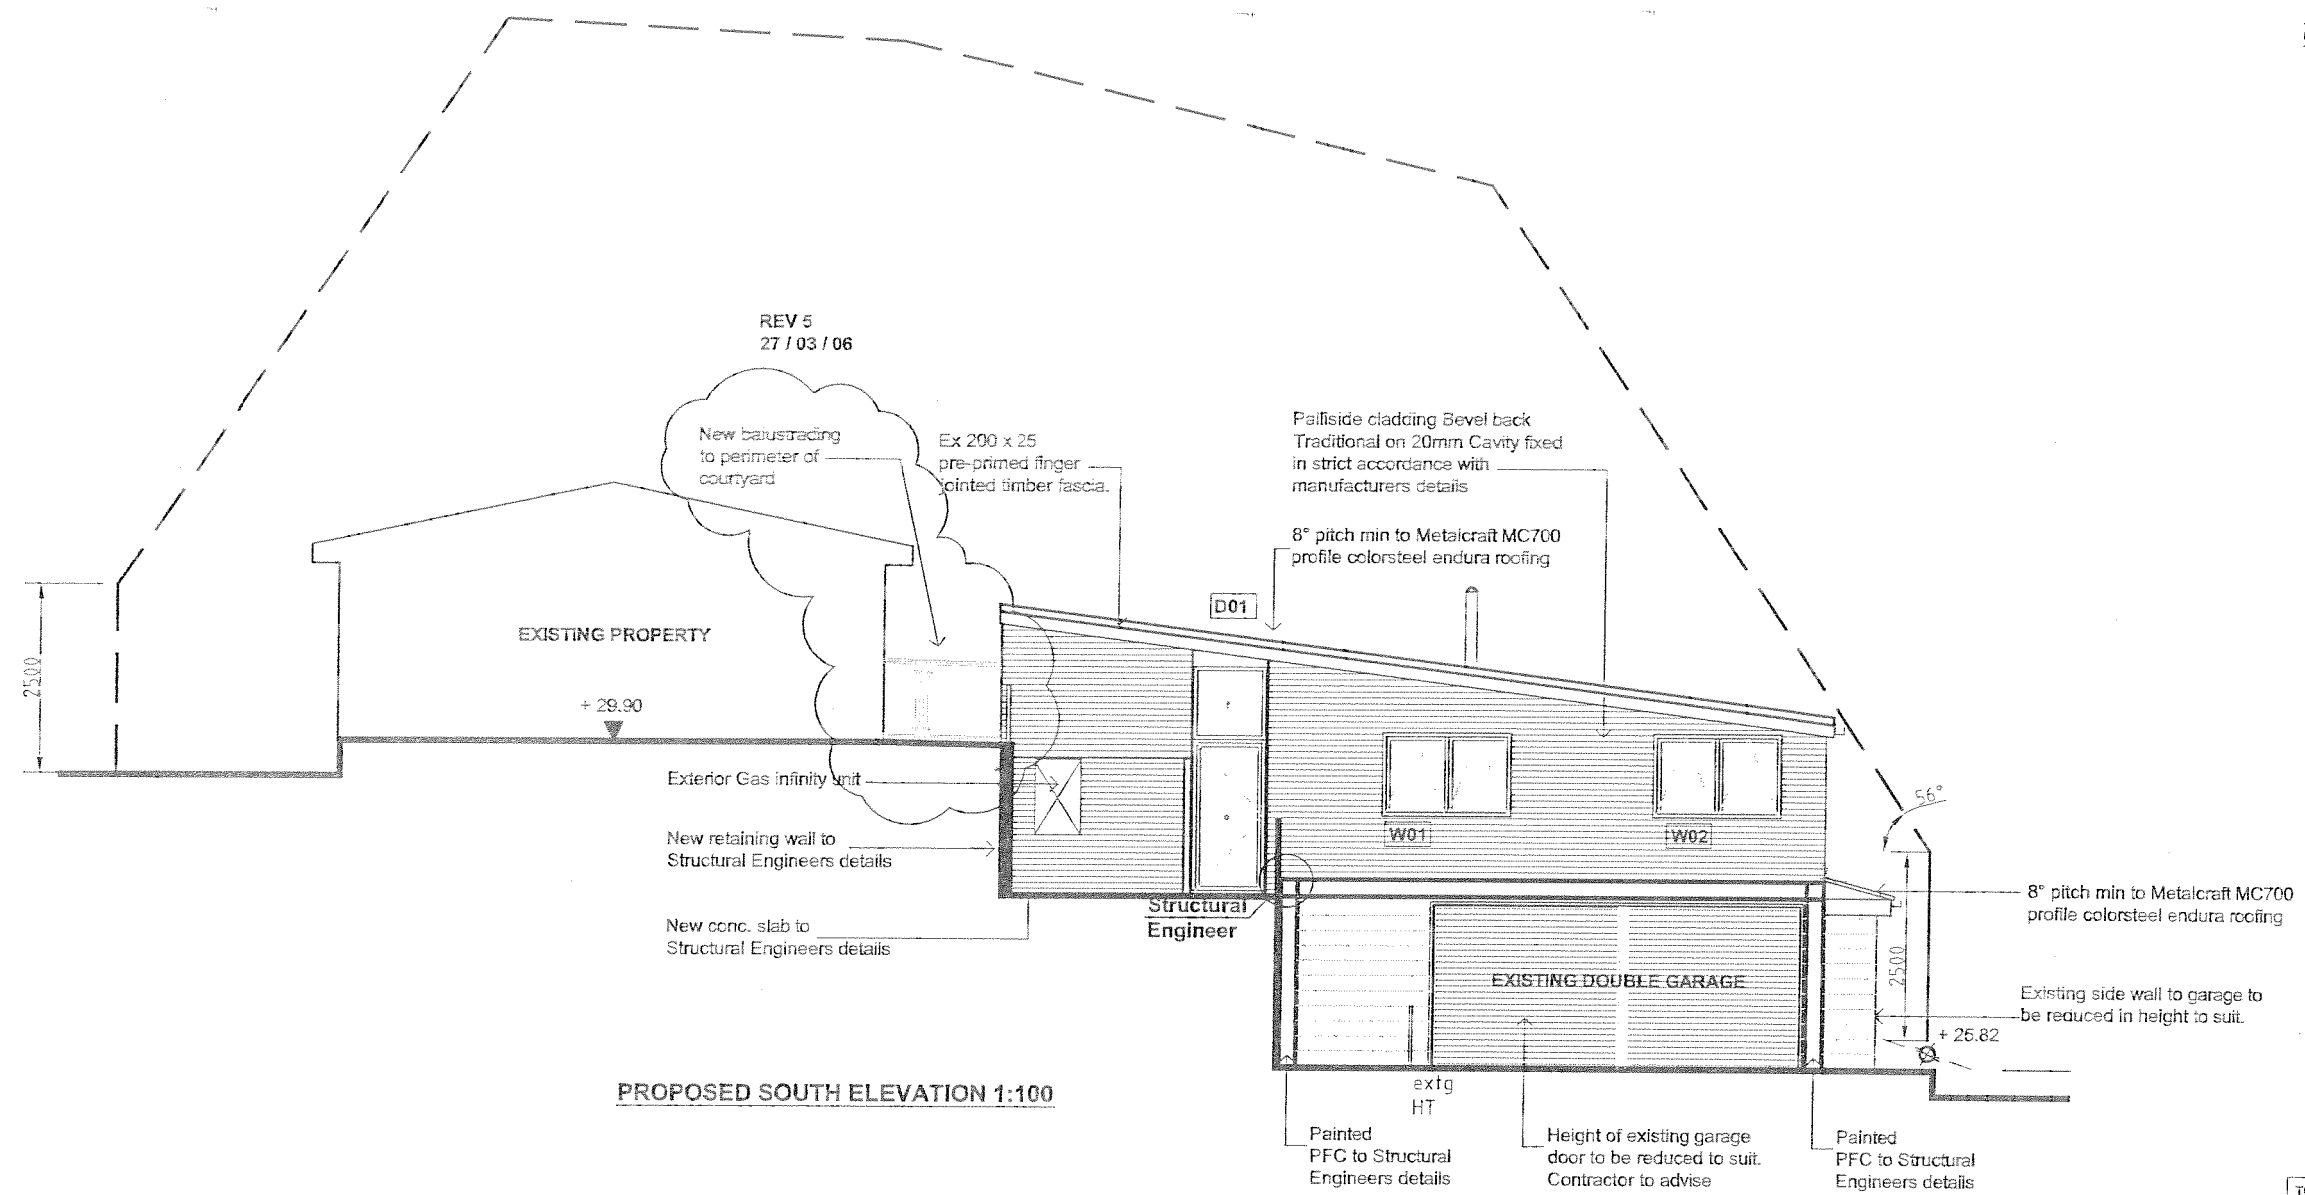 REV 5
27 / 03 / 06
New balustrading
to perimeter of
courtyard
Ex 200 x 25
pre-primed finger
jointed timber fascia.
Palliside cladding Bevel back
Traditional on 20mm Cavity fixed
in strict accordance with
manufacturers details
8° pitch min to Metalcraft MC700
profile colorsteel endura roofing
D01
EXISTING PROPERTY
2500
+ 29.90
Exterior Gas infinity unit
New retaining wall to
Structural Engineers details
New conc. slab to
Structural Engineers details
Structural
Engineer
W01
W02
56°
8° pitch min to Metalcraft MC700
profile colorsteel endura roofing
2500
EXISTING DOUBLE GARAGE
Existing side wall to garage to
be reduced in height to suit.
+ 25.82
extg
HT
PROPOSED SOUTH ELEVATION 1:100
Painted
PFC to Structural
Engineers details
Height of existing garage
door to be reduced to suit.
Contractor to advise
Painted
PFC to Structural
Engineers details